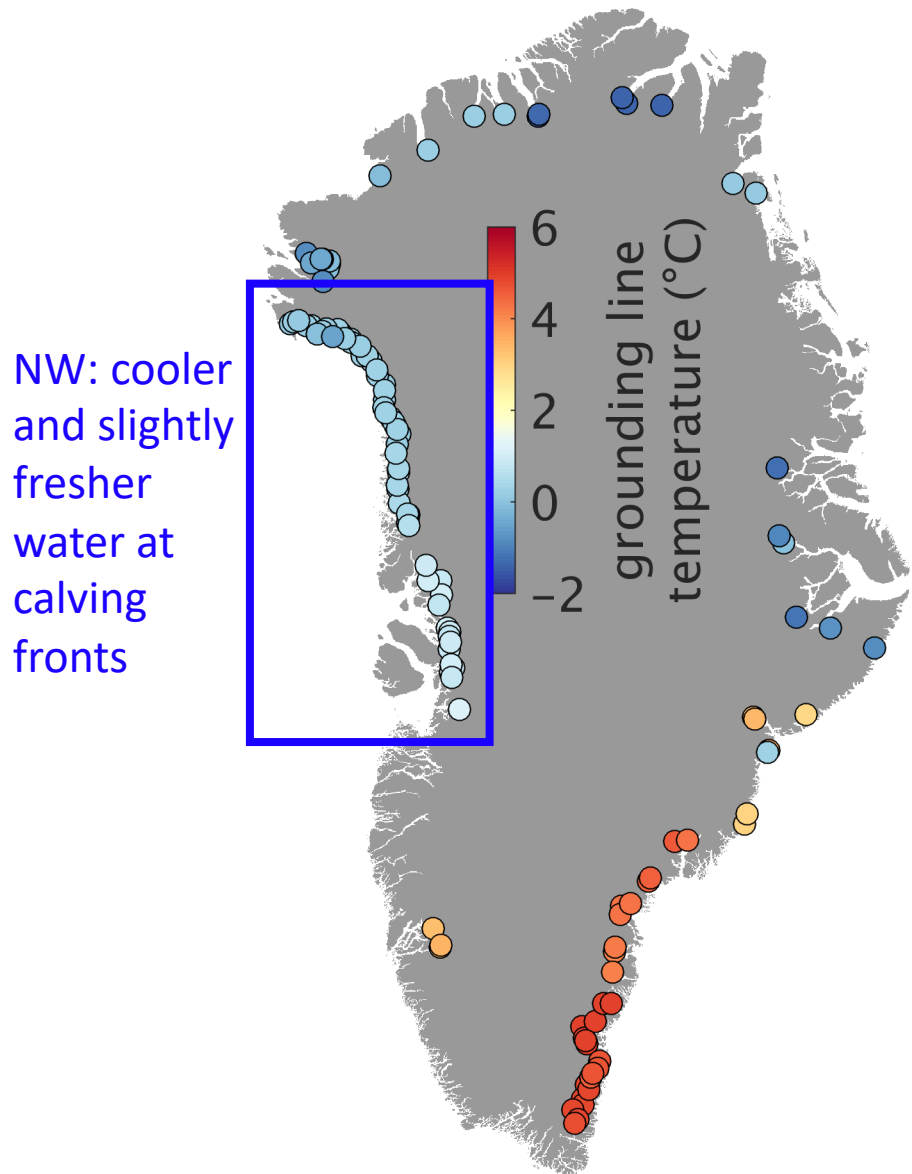 6
4
2
0
−2
grounding line
temperature (°C)
NW: cooler
and slightly
fresher
water at
calving
fronts